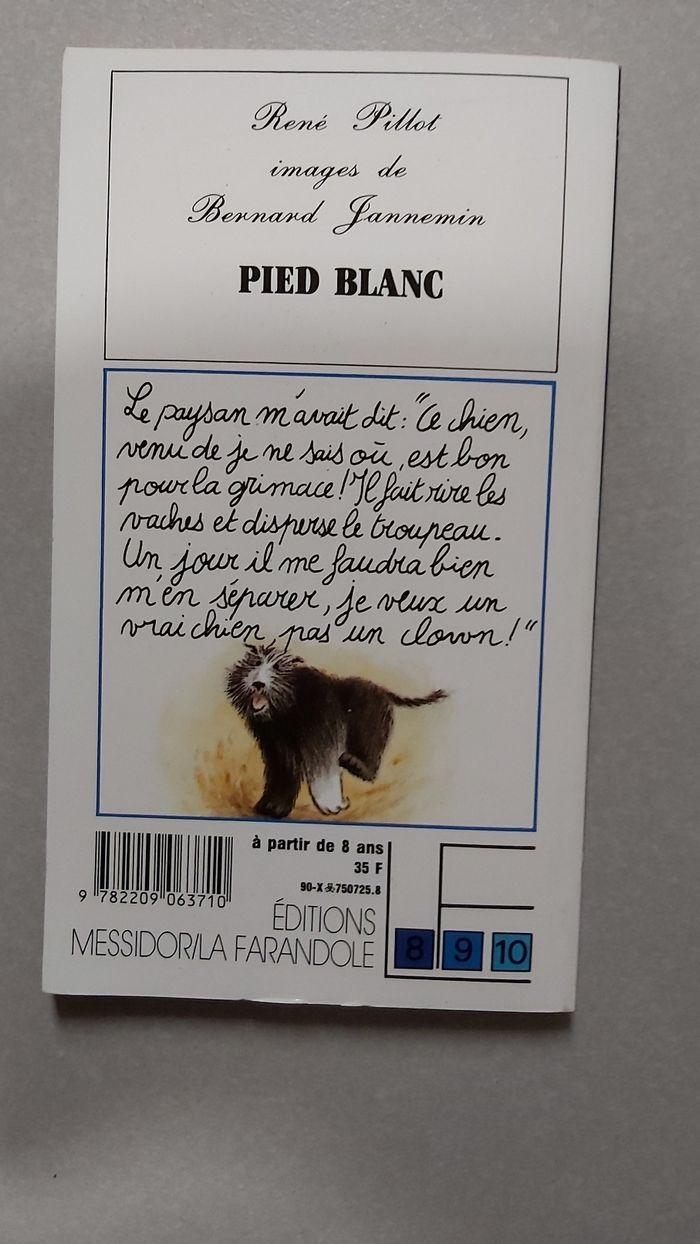 René Pillot
images de
Bernard Jannemin
PIED BLANC
Le paysan m'avait dit : "Ce chien,
venu de je ne sais où, est bon
pour la grimace ! Il fait rire les
vaches et disperse le troupeau.
Un jour il me faudra bien
m'en séparer, je veux un
vrai chien, pas un clown ! "
à partir de 8 ans
35 F
90-X 750725.8
9 782209 063710
ÉDITIONS
MESSIDOR/LA FARANDOLE
8 9 10